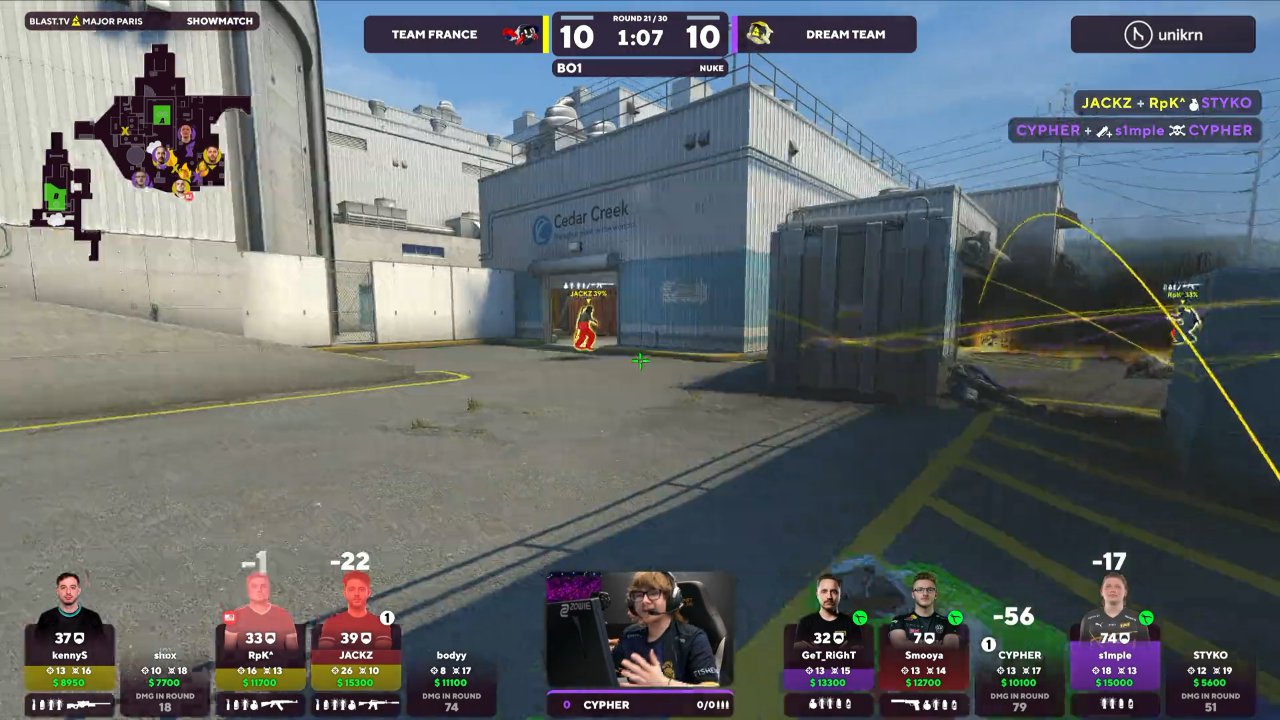 BLAST.TV MAJOR PARIS SHOWMATCH
TEAM FRANCE
10
ROUND 21 / 30
1:07
10
DREAM TEAM
BO1 NUKE
unikrn
JACKZ + RpK^ STYKO
CYPHER + s1mple CYPHER
Cedar Creek
JACKZ 39%
RpK^ 33%
A
-1
-22
-56
-17
ZOWIE
37
kennyS
13 16
$8950
shox
10 18
$7700
DMG IN ROUND
18
33
RpK^
16 13
$11700
1
39
JACKZ
26 10
$15300
bodyy
8 17
$11100
DMG IN ROUND
74
0 CYPHER 0/0
32
GeT_RiGhT
13 15
$13300
7
Smooya
13 14
$12700
1
CYPHER
13 17
$10100
DMG IN ROUND
79
74
s1mple
18 13
$15000
STYKO
12 19
$5600
DMG IN ROUND
51